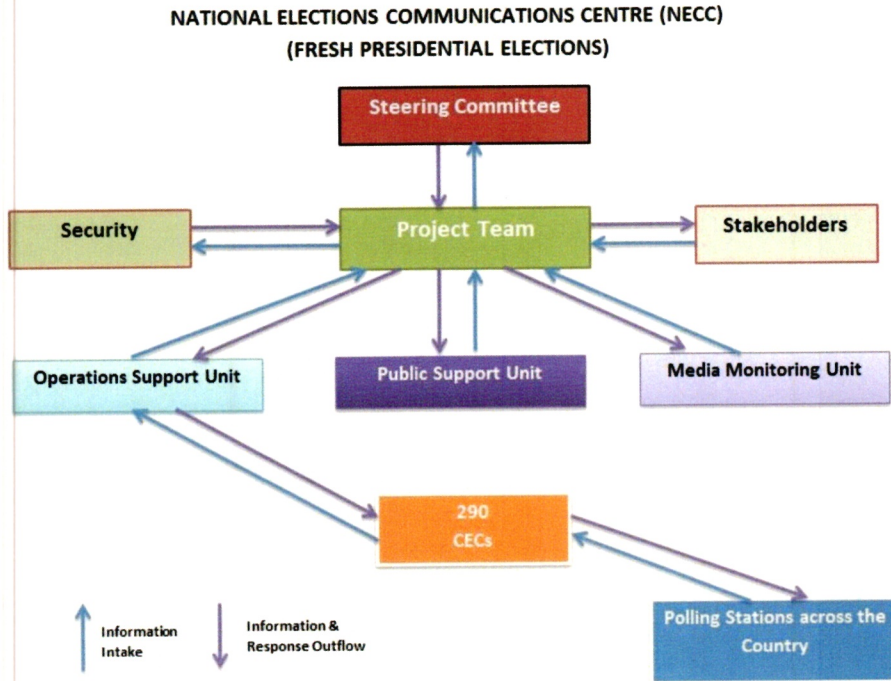 NATIONAL ELECTIONS COMMUNICATIONS CENTRE (NECC)
(FRESH PRESIDENTIAL ELECTIONS)
Steering Committee
Security
Project Team
Stakeholders
Operations Support Unit
Public Support Unit
Media Monitoring Unit
290
CECs
Information
Intake
Information &
Response Outflow
Polling Stations across the
Country